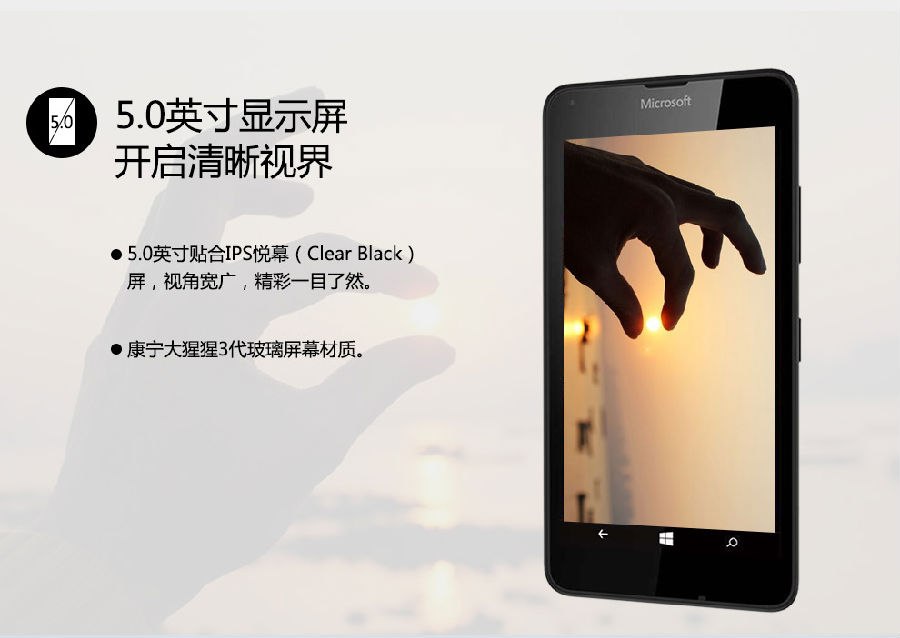 5.0
5.0英寸显示屏
开启清晰视界
5.0英寸贴合IPS悦幕（Clear Black）
屏，视角宽广，精彩一目了然。
康宁大猩猩3代玻璃屏幕材质。
Microsoft